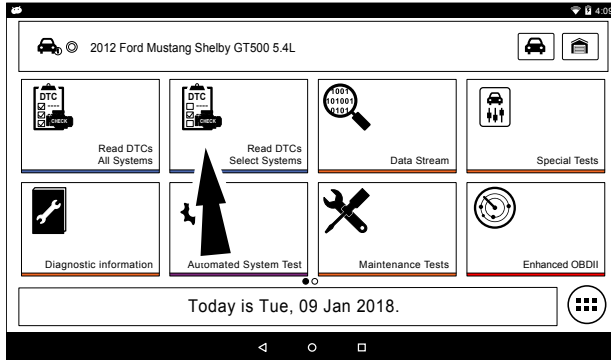 4:09
2012 Ford Mustang Shelby GT500 5.4L
DTC
CHECK
Read DTCs
All Systems
DTC
CHECK
Read DTCs
Select Systems
1001
101001
0101
Data Stream
Special Tests
Diagnostic information
Automated System Test
Maintenance Tests
Enhanced OBDII
Today is Tue, 09 Jan 2018.